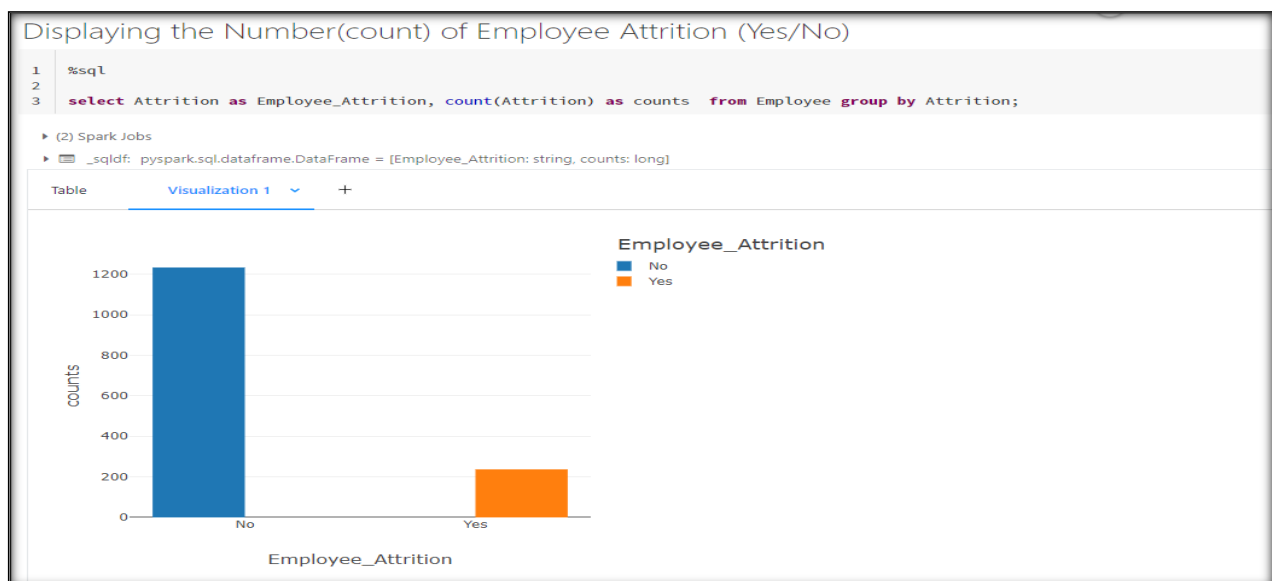 Displaying the Number(count) of Employee Attrition (Yes/No)
1 %sql
2
3 select Attrition as Employee_Attrition, count(Attrition) as counts  from Employee group by Attrition;
(2) Spark Jobs
_sqldf: pyspark.sql.dataframe.DataFrame = [Employee_Attrition: string, counts: long]
Table Visualization 1 +
Employee_Attrition
No
Yes
1200
1000
800
600
400
200
0
counts
No Yes
Employee_Attrition